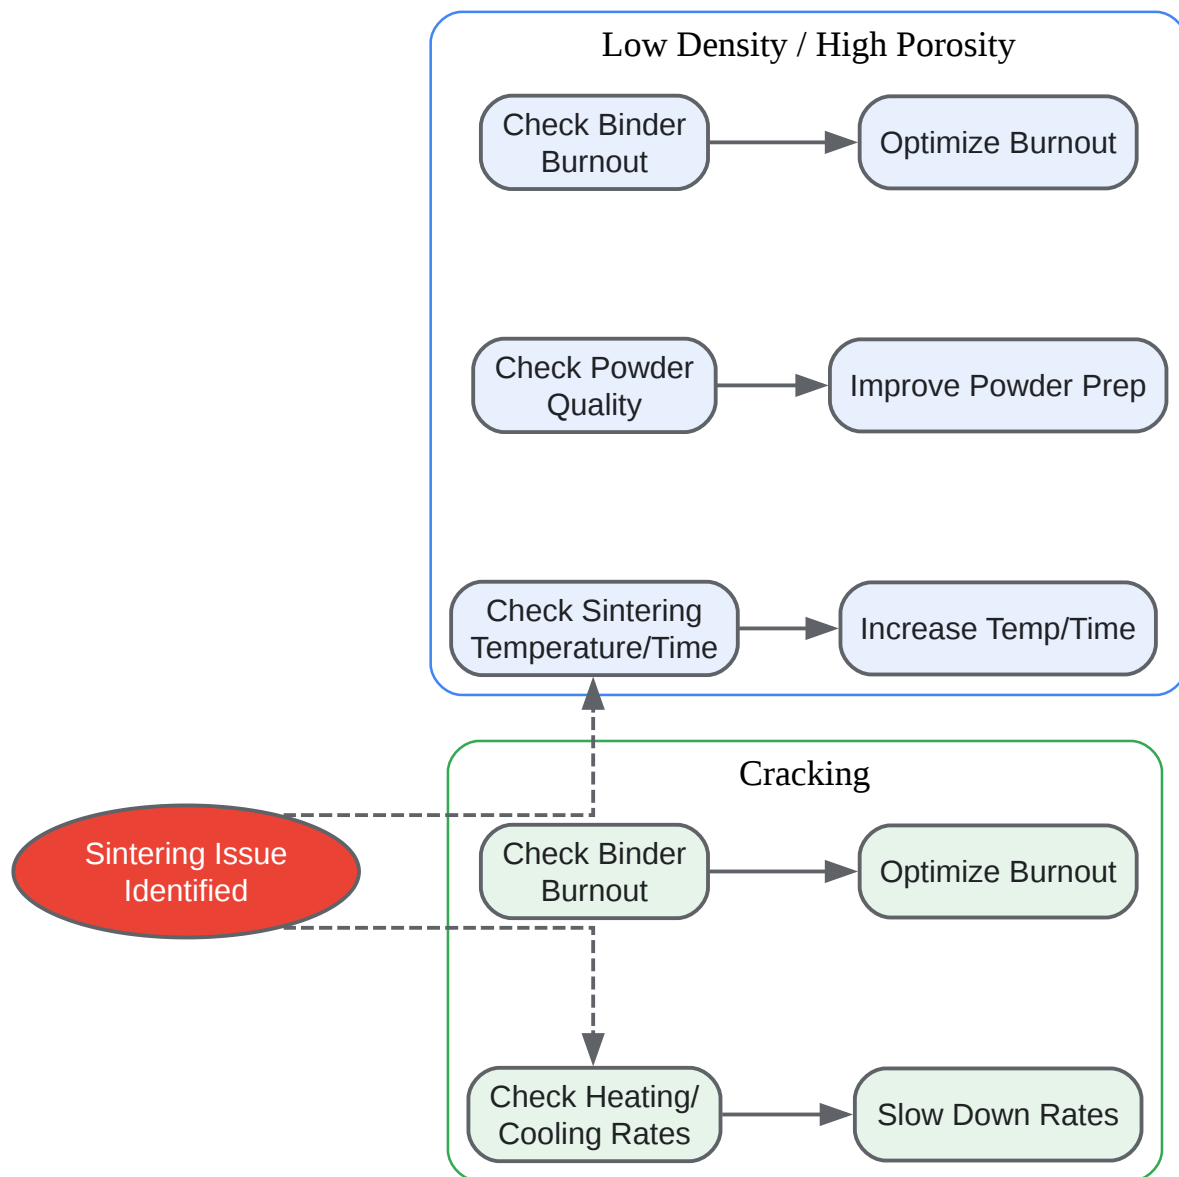 Low Density / High Porosity
Check Binder
Burnout
Optimize Burnout
Check Powder
Quality
Improve Powder Prep
Check Sintering
Temperature/Time
Increase Temp/Time
Cracking
Sintering Issue
Identified
Check Binder
Burnout
Optimize Burnout
Check Heating/
Cooling Rates
Slow Down Rates